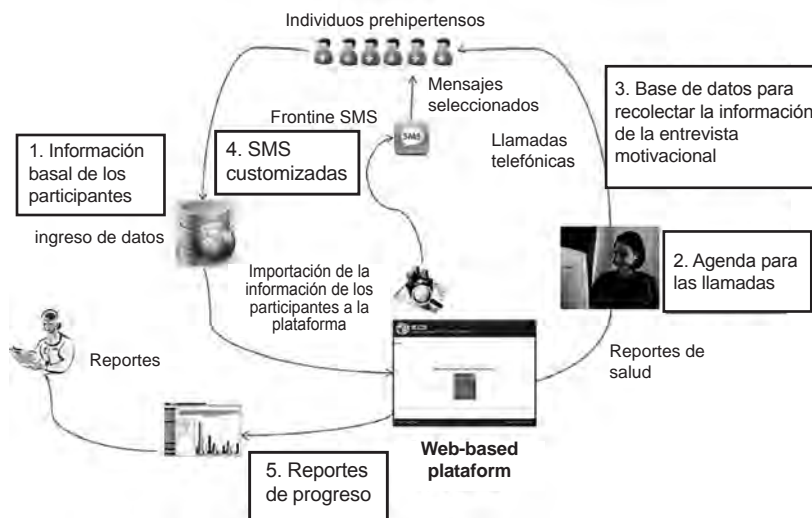 Individuos prehipertensos
Mensajes
seleccionados
Frontine SMS
SMS
Llamadas
telefónicas
3. Base de datos para
recolectar la información
de la entrevista
motivacional
1. Información
basal de los
participantes
4. SMS
customizadas
ingreso de datos
2. Agenda para
las llamadas
Importación de la
información de los
participantes a la
plataforma
Reportes
Reportes de
salud
Web-based
plataform
5. Reportes
de progreso